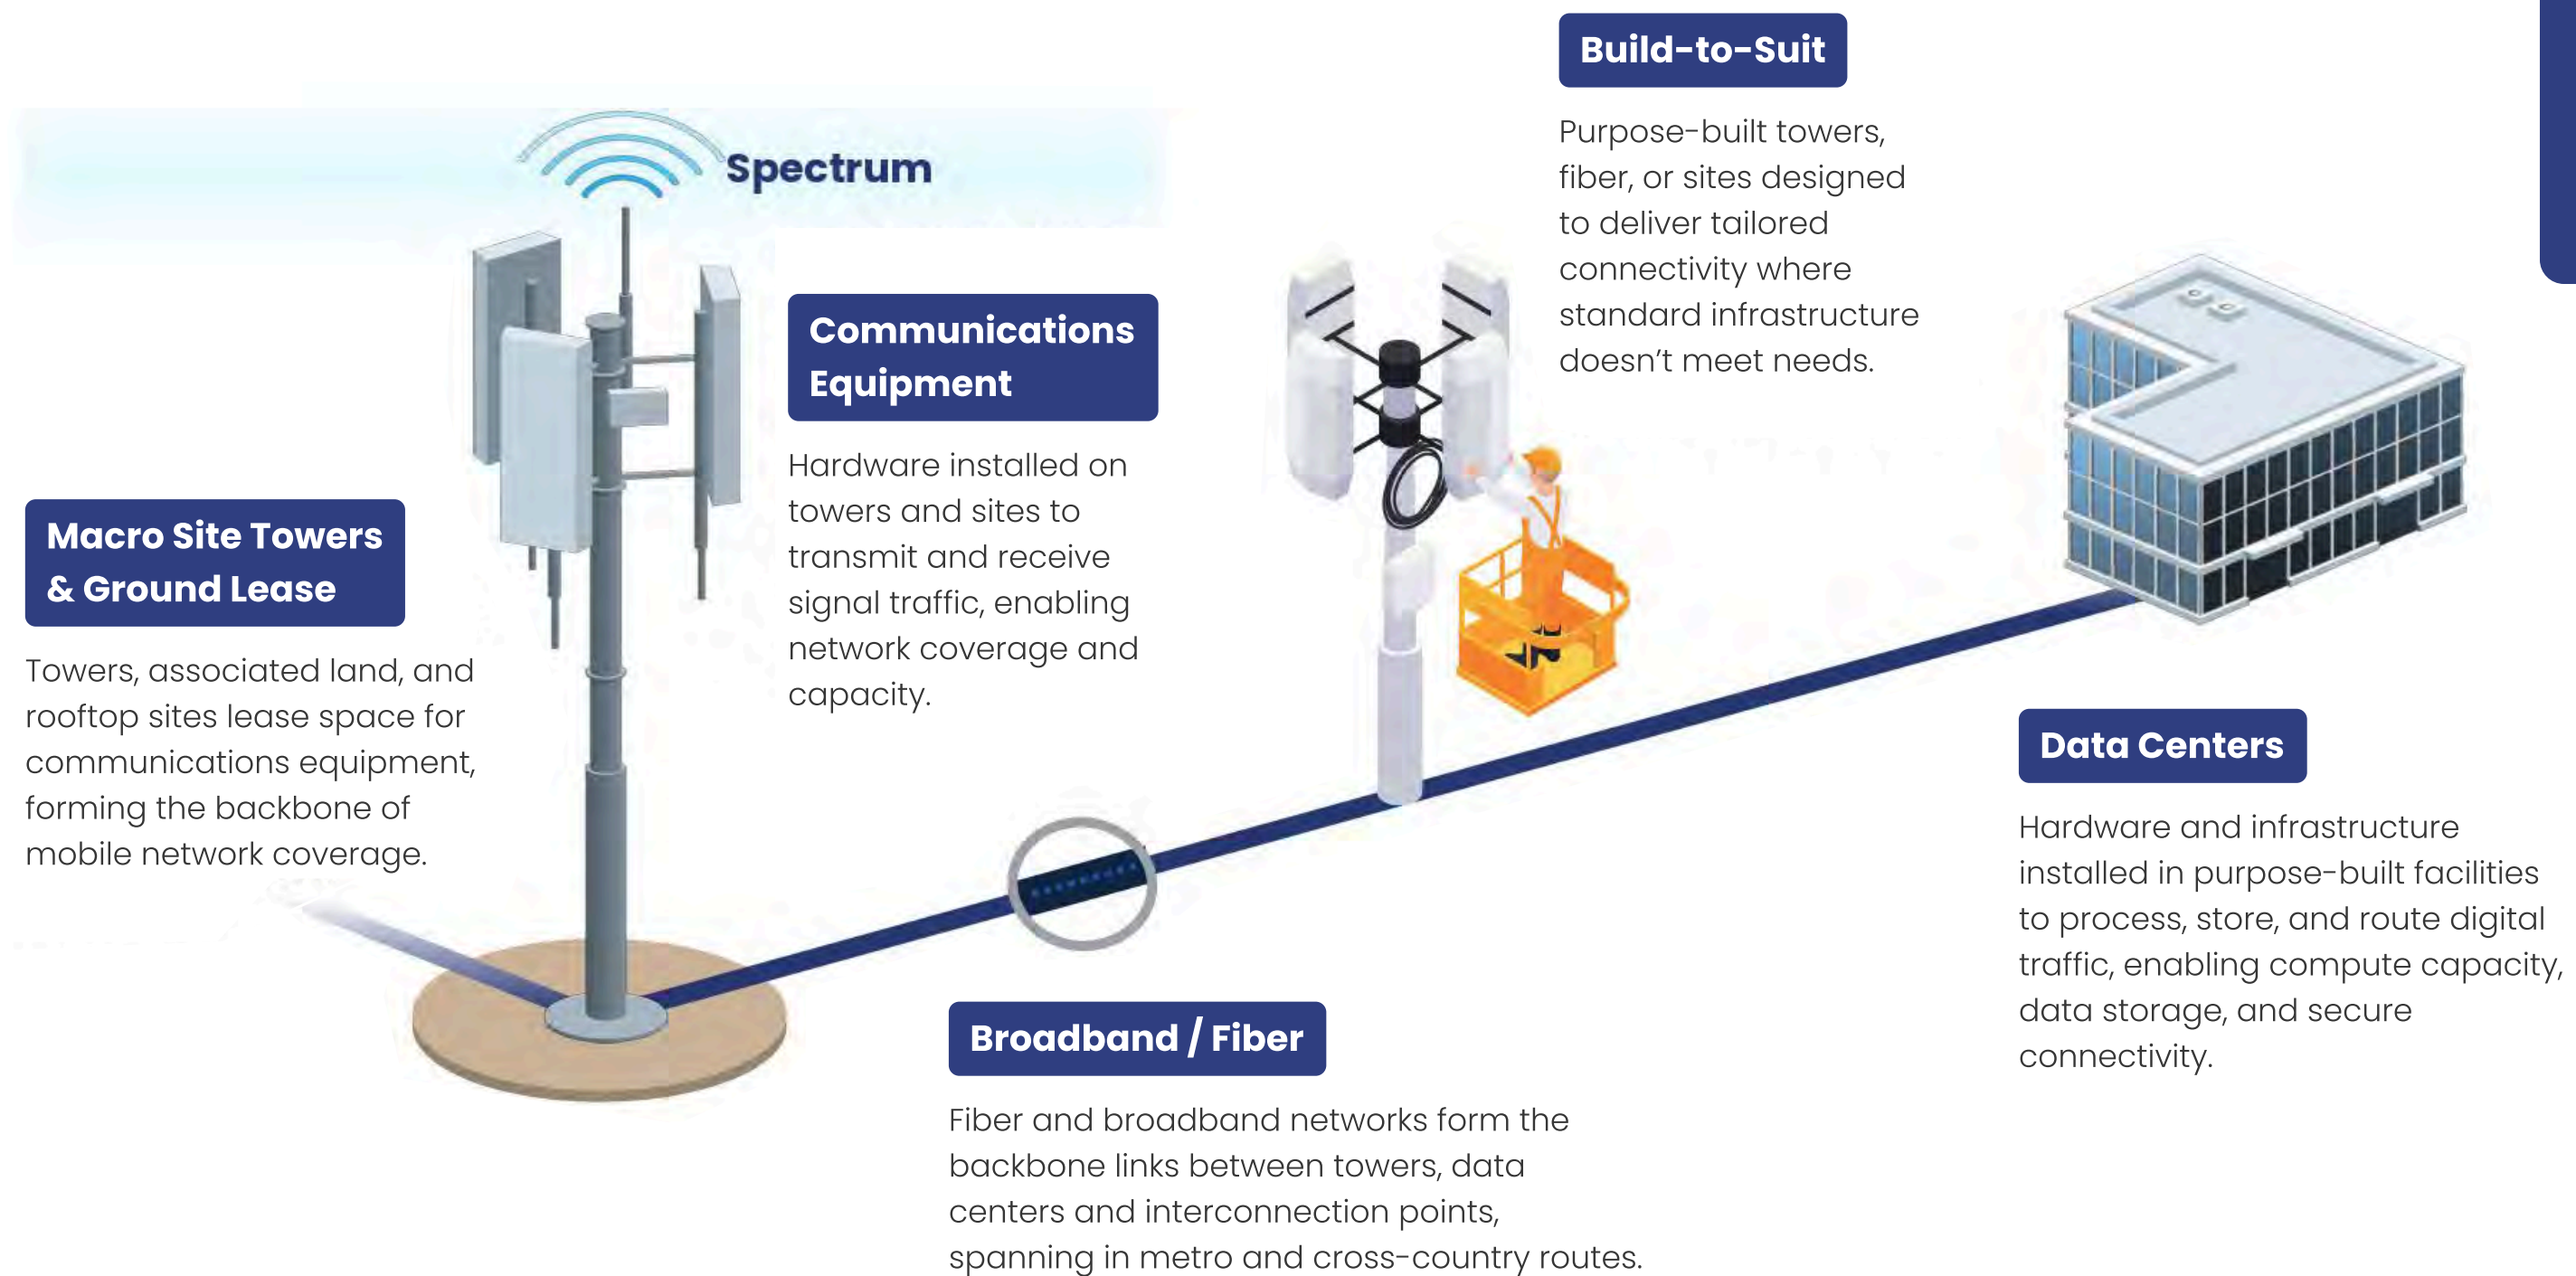 Build-to-Suit
Purpose-built towers,
fiber, or sites designed
to deliver tailored
connectivity where
standard infrastructure
doesn’t meet needs.
Spectrum
Communications
Equipment
Hardware installed on
towers and sites to
transmit and receive
signal traffic, enabling
network coverage and
capacity.
Macro Site Towers
& Ground Lease
Towers, associated land, and
rooftop sites lease space for
communications equipment,
forming the backbone of
mobile network coverage.
Data Centers
Hardware and infrastructure
installed in purpose-built facilities
to process, store, and route digital
traffic, enabling compute capacity,
data storage, and secure
connectivity.
Broadband / Fiber
Fiber and broadband networks form the
backbone links between towers, data
centers and interconnection points,
spanning in metro and cross-country routes.